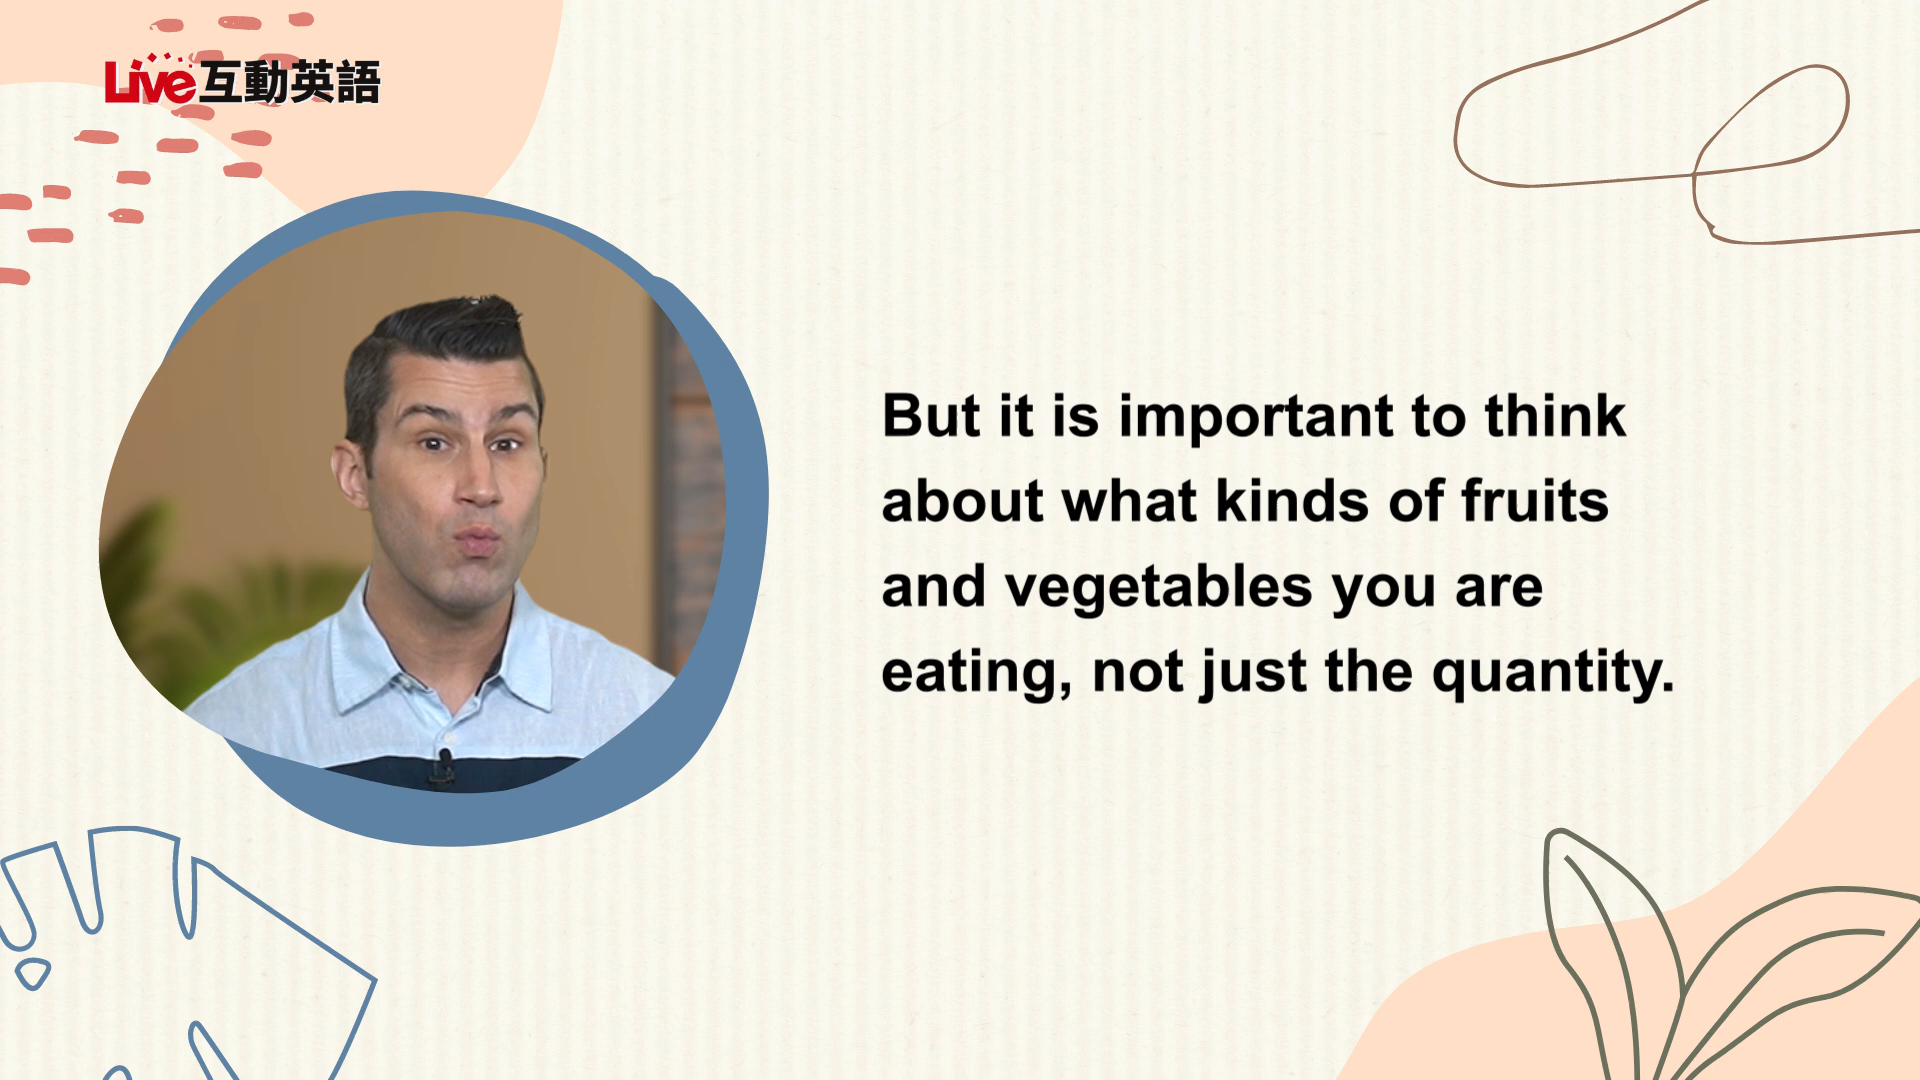 Live互動英語
But it is important to think
about what kinds of fruits
and vegetables you are
eating, not just the quantity.